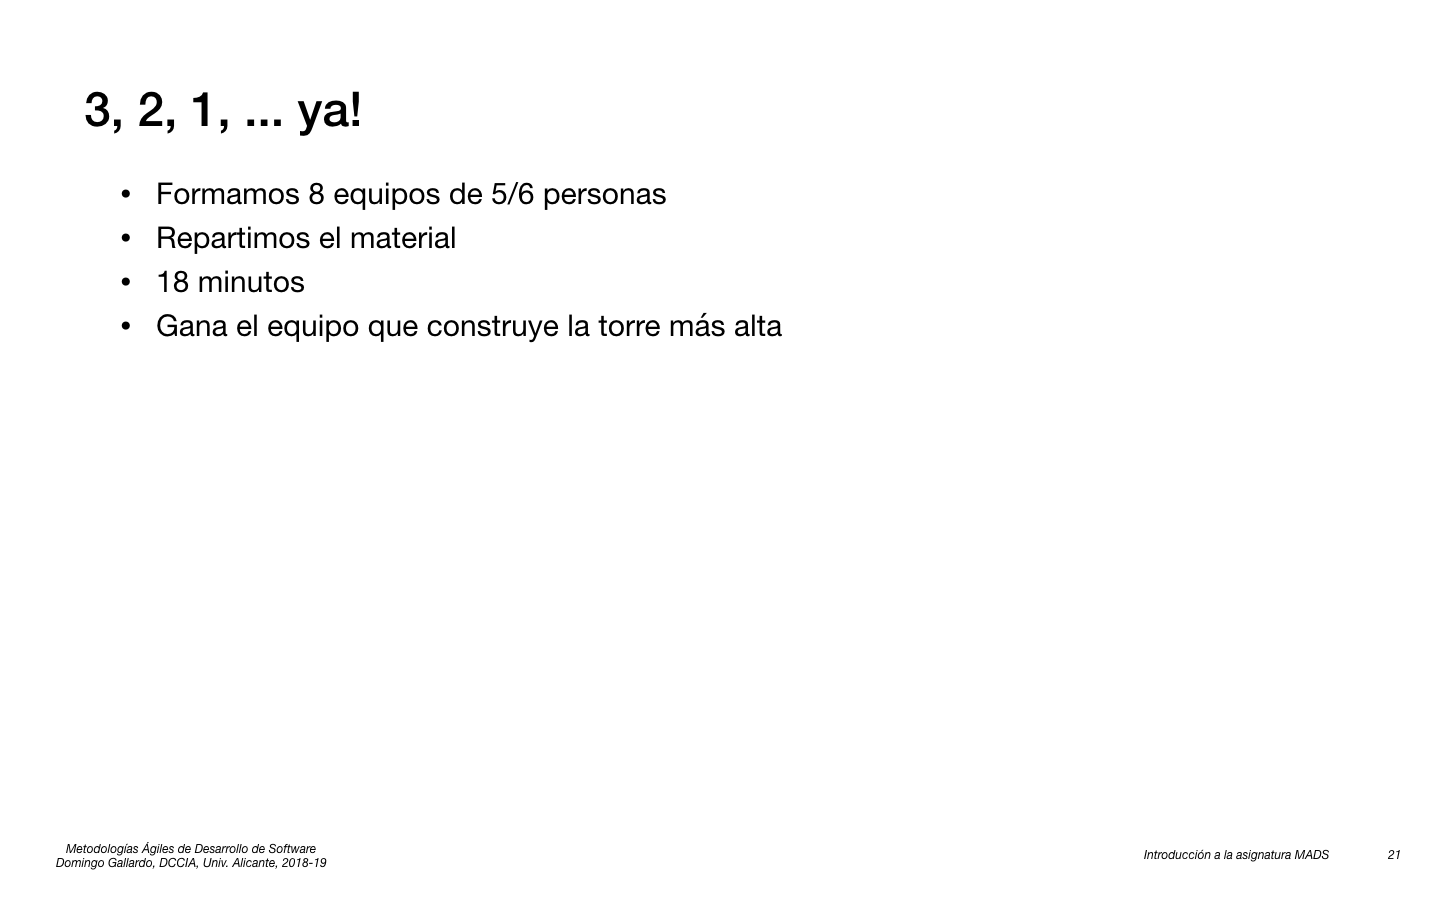 3, 2, 1, ... ya!
• Formamos 8 equipos de 5/6 personas
• Repartimos el material
• 18 minutos
• Gana el equipo que construye la torre más alta
Metodologías Ágiles de Desarrollo de Software
Domingo Gallardo, DCCIA, Univ. Alicante, 2018-19
Introducción a la asignatura MADS 21